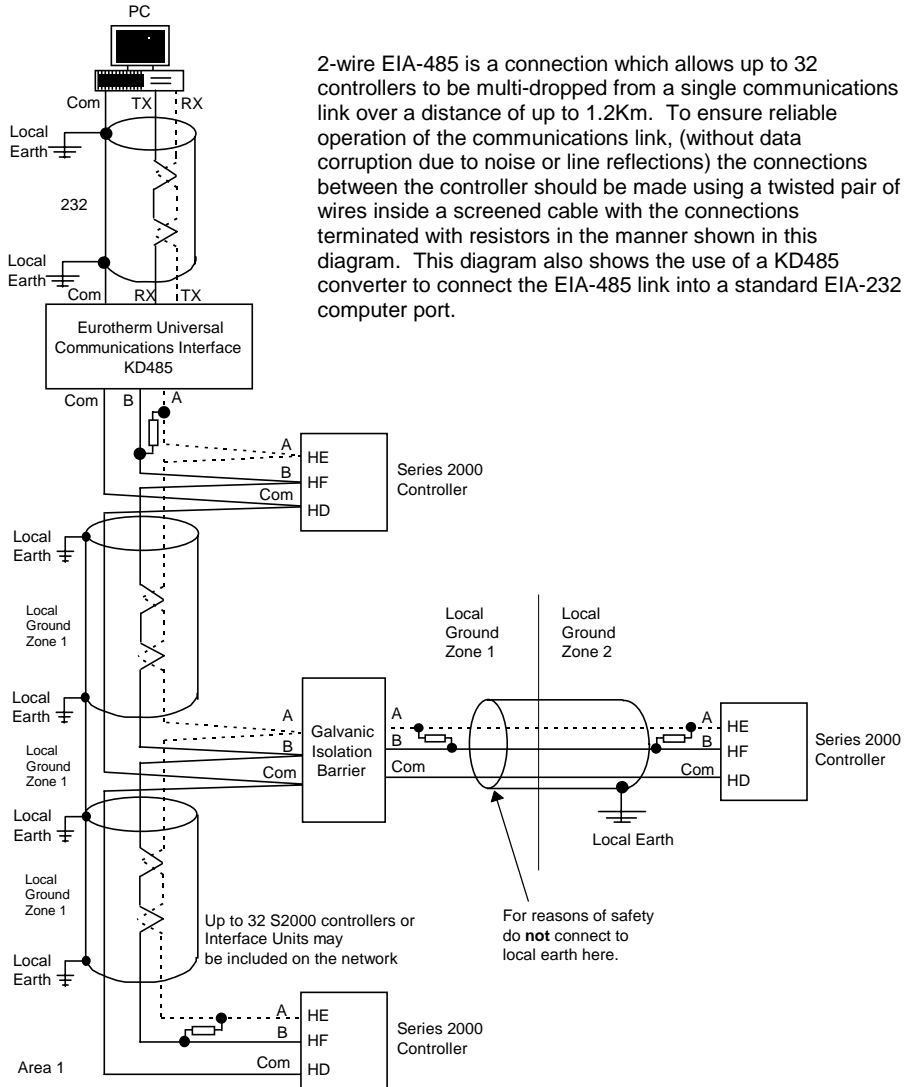 PC
2-wire EIA-485 is a connection which allows up to 32
controllers to be multi-dropped from a single communications
link over a distance of up to 1.2Km. To ensure reliable
operation of the communications link, (without data
corruption due to noise or line reflections) the connections
between the controller should be made using a twisted pair of
wires inside a screened cable with the connections
terminated with resistors in the manner shown in this
diagram. This diagram also shows the use of a KD485
converter to connect the EIA-485 link into a standard EIA-232
computer port.
Com TX RX
Local
Earth
232
Local
Earth
Com RX TX
Eurotherm Universal
Communications Interface
KD485
Com B A
A
B
Com
HE
HF
HD
Series 2000
Controller
Local
Earth
Local
Ground
Zone 1
Local
Earth
Local
Ground
Zone 1
A
B
Com
Galvanic
Isolation
Barrier
A
B
Com
Local
Ground
Zone 1
Local
Ground
Zone 2
A
B
Com
HE
HF
HD
Series 2000
Controller
Local Earth
For reasons of safety
do not connect to
local earth here.
Local
Earth
Local
Ground
Zone 1
Local
Earth
Up to 32 S2000 controllers or
Interface Units may
be included on the network
A
B
Com
HE
HF
HD
Series 2000
Controller
Area 1